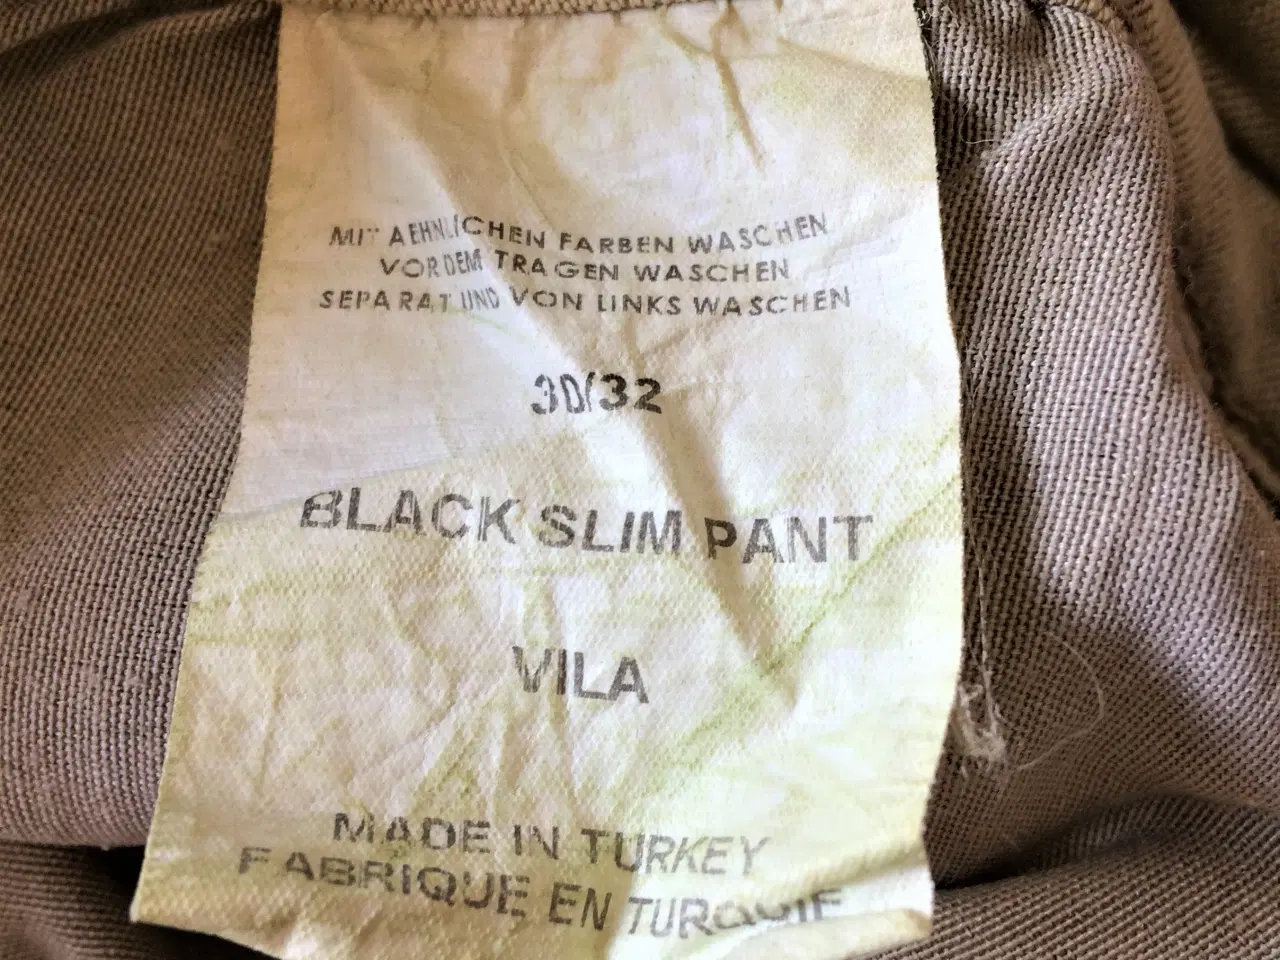 MIT AEHNLICHEN FARBEN WASCHEN
VOR DEM TRAGEN WASCHEN
SEPARAT UND VON LINKS WASCHEN
30/32
BLACK SLIM PANT
VILA
MADE IN TURKEY
FABRIQUE EN TURQUIE